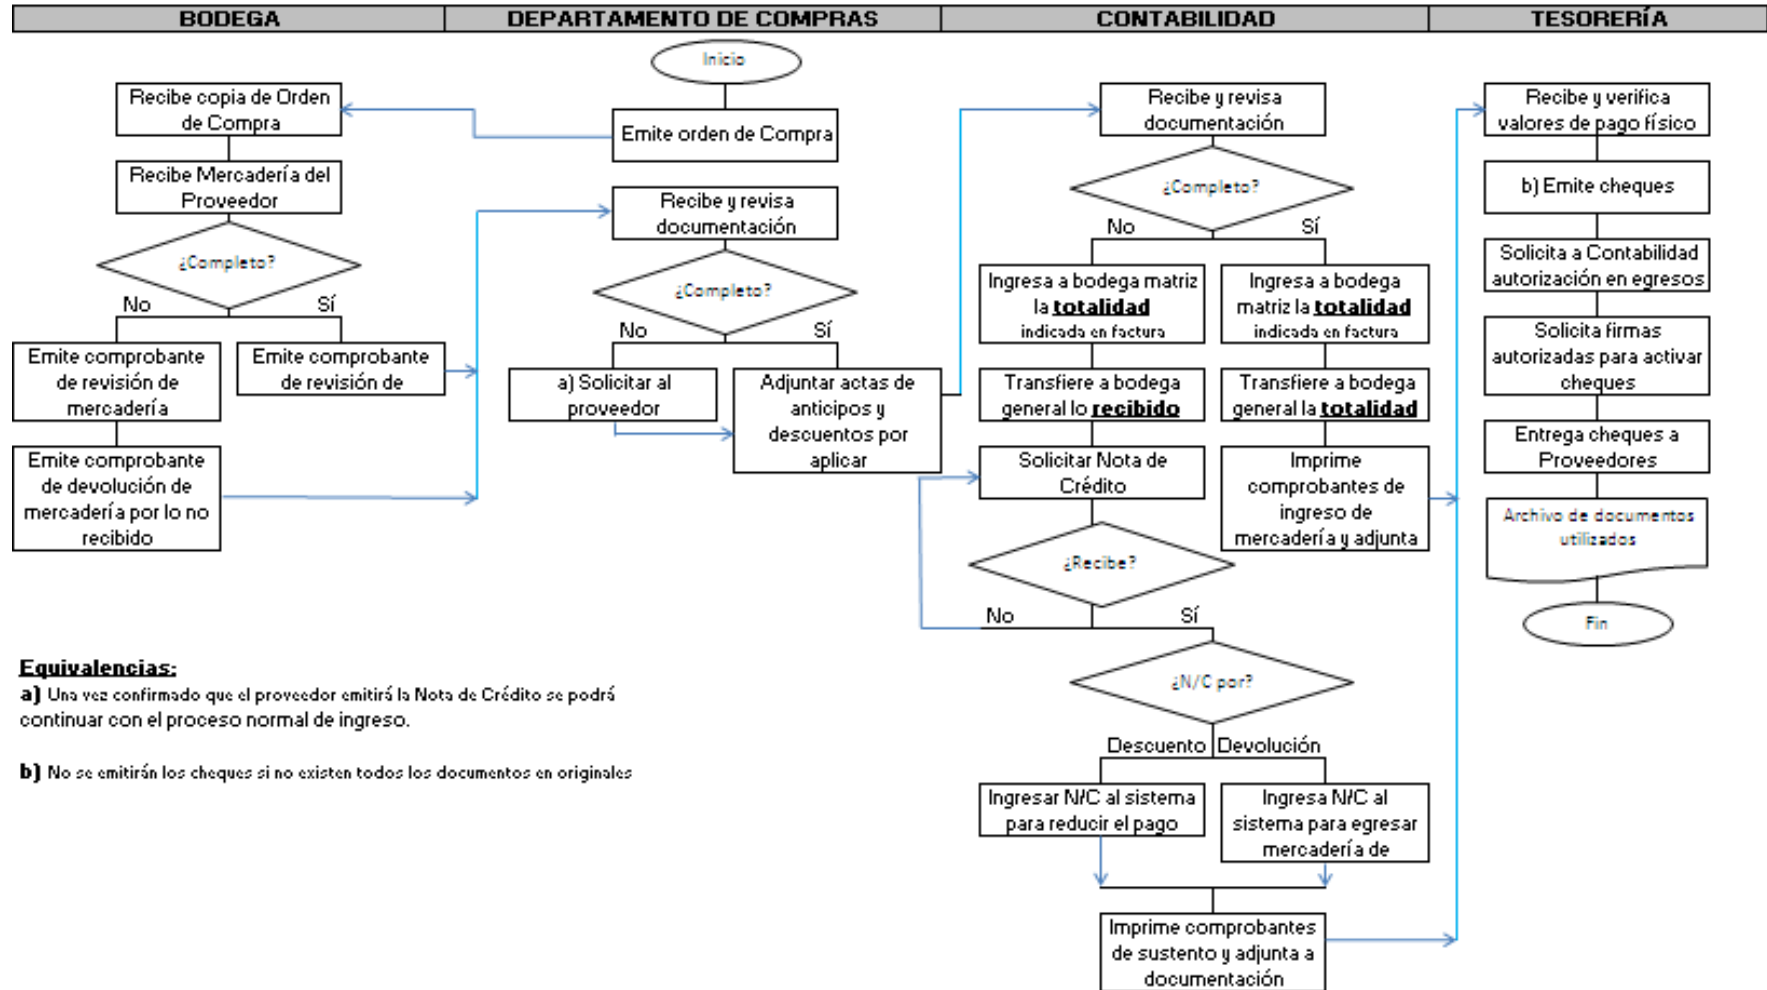 BODEGA
DEPARTAMENTO DE COMPRAS
CONTABILIDAD
TESORERÍA
Recibe copia de Orden
de Compra
Recibe Mercadería del
Proveedor
¿Completo?
No
Sí
Emite comprobante
de revisión de
mercadería
Emite comprobante
de revisión de
Emite comprobante
de devolución de
mercadería por lo no
recibido
Inicio
Emite orden de Compra
Recibe y revisa
documentación
¿Completo?
No
Sí
a) Solicitar al
proveedor
Adjuntar actas de
anticipos y
descuentos por
aplicar
Recibe y revisa
documentación
¿Completo?
No
Sí
Ingresa a bodega matriz
la totalidad
indicada en factura
Ingresa a bodega
matriz la totalidad
indicada en factura
Transfiere a bodega
general lo recibido
Transfiere a bodega
general la totalidad
Solicitar Nota de
Crédito
Imprime
comprobantes de
ingreso de
mercadería y adjunta
¿Recibe?
No
Sí
¿N/C por?
Descuento
Devolución
Ingresar N/C al sistema
para reducir el pago
Ingresa N/C al
sistema para egresar
mercadería de
Imprime comprobantes
de sustento y adjunta a
documentación
Recibe y verifica
valores de pago físico
b) Emite cheques
Solicita a Contabilidad
autorización en egresos
Solicita firmas
autorizadas para activar
cheques
Entrega cheques a
Proveedores
Archivo de documentos
utilizados
Fin
Equivalencias:
a) Una vez confirmado que el proveedor emitirá la Nota de Crédito se podrá
continuar con el proceso normal de ingreso.
b) No se emitirán los cheques si no existen todos los documentos en originales